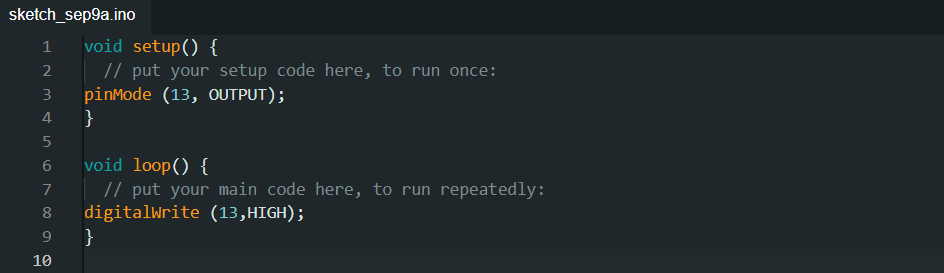 sketch_sep9a.ino
1 void setup() {
2 // put your setup code here, to run once:
3 pinMode (13, OUTPUT);
4 }
5
6 void loop() {
7 // put your main code here, to run repeatedly:
8 digitalWrite (13,HIGH);
9 }
10